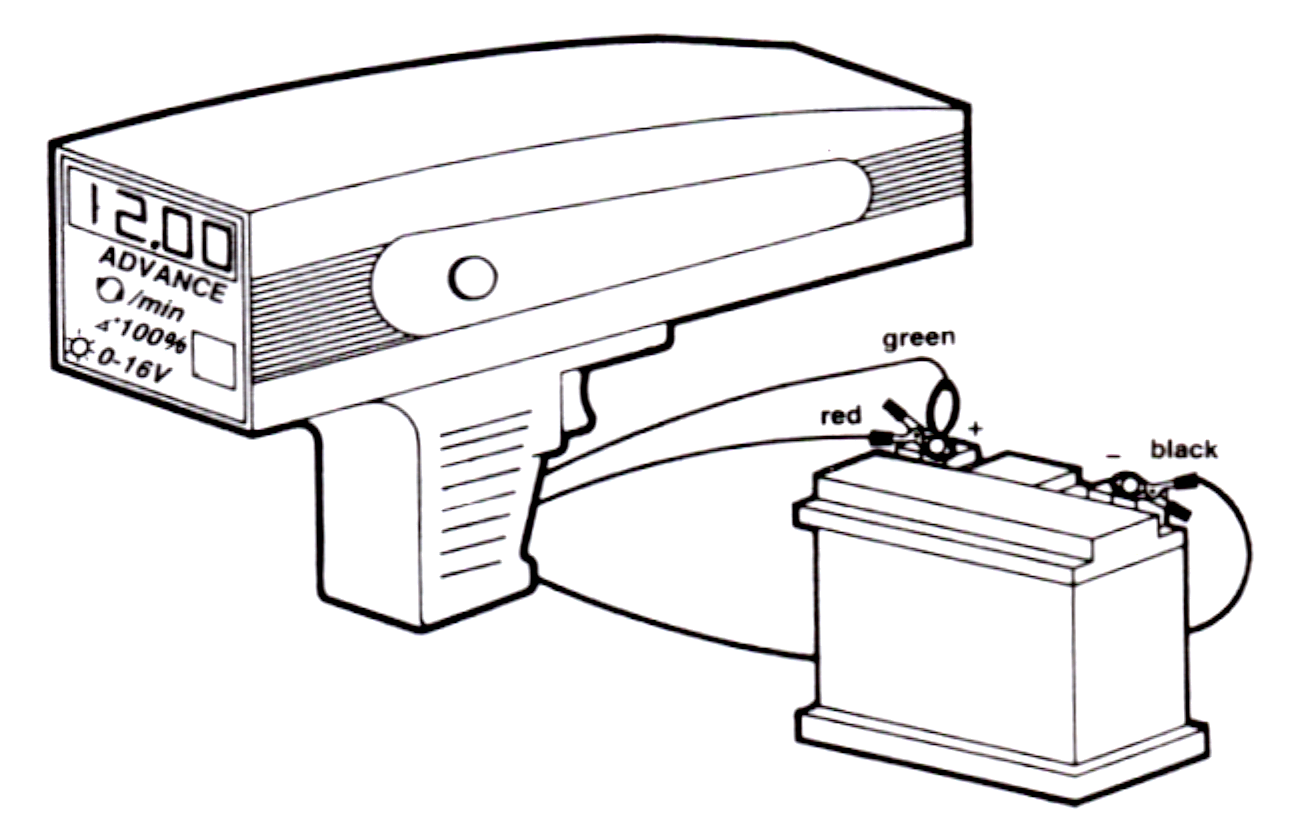 12.00
ADVANCE
/min
⊿°100%
0-16V
green
red
+
–
black